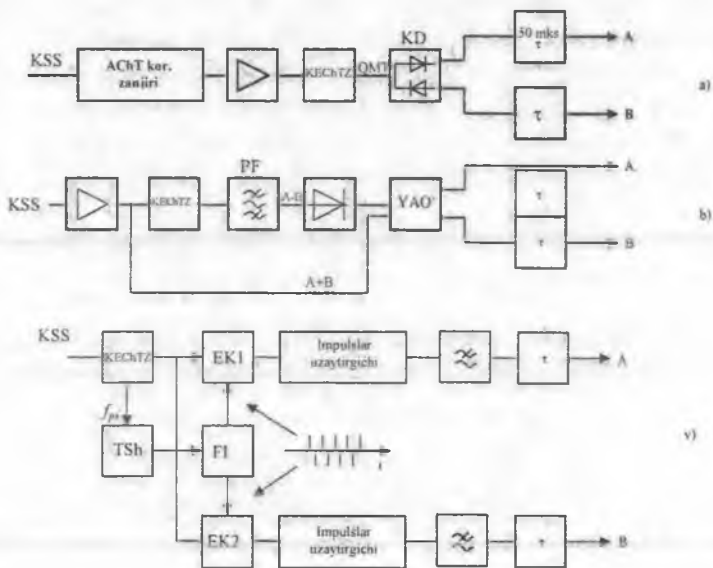 KSS
AChT kor.
zanjiri
KEChTZ
QMT
KD
50 mks
τ
A
τ
B
a)
KSS
KEChTZ
PF
A-B
YAO'
τ
τ
A
B
A+B
b)
KSS
KEChTZ
EK1
Impulslar
uzaytirgichi
τ
A
TSh
FI
t
v)
EK2
Impulslar
uzaytirgichi
τ
B